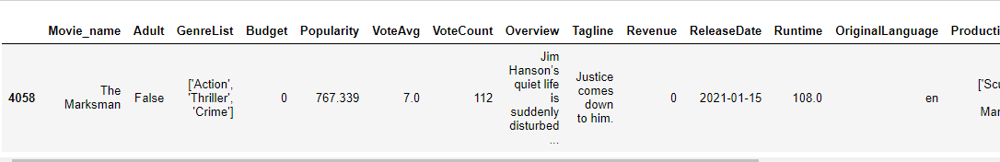 Movie_name Adult GenreList Budget Popularity VoteAvg VoteCount Overview Tagline Revenue ReleaseDate Runtime OriginalLanguage Producti
4058 The Marksman False ['Action', 'Thriller', 'Crime'] 0 767.339 7.0 112 Jim Hanson's quiet life is suddenly disturbed ... Justice comes down to him. 0 2021-01-15 108.0 en ['Scu Mar